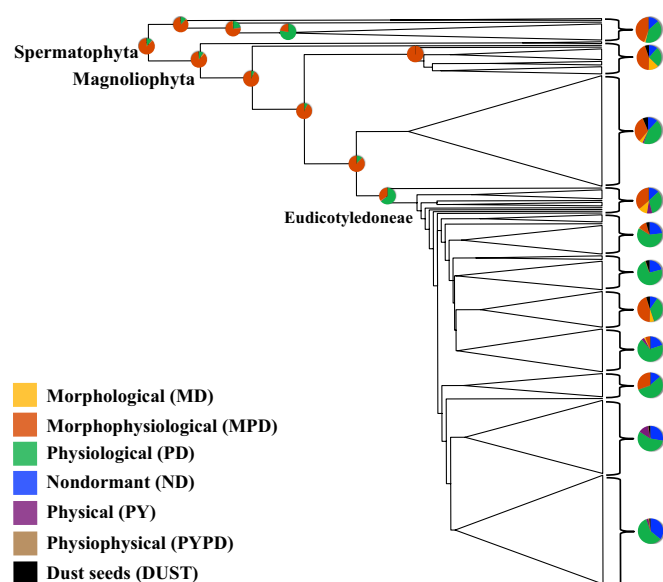 Spermatophyta
Magnoliophyta
Eudicotyledoneae
Morphological (MD)
Morphophysiological (MPD)
Physiological (PD)
Nondormant (ND)
Physical (PY)
Physiophysical (PYPD)
Dust seeds (DUST)